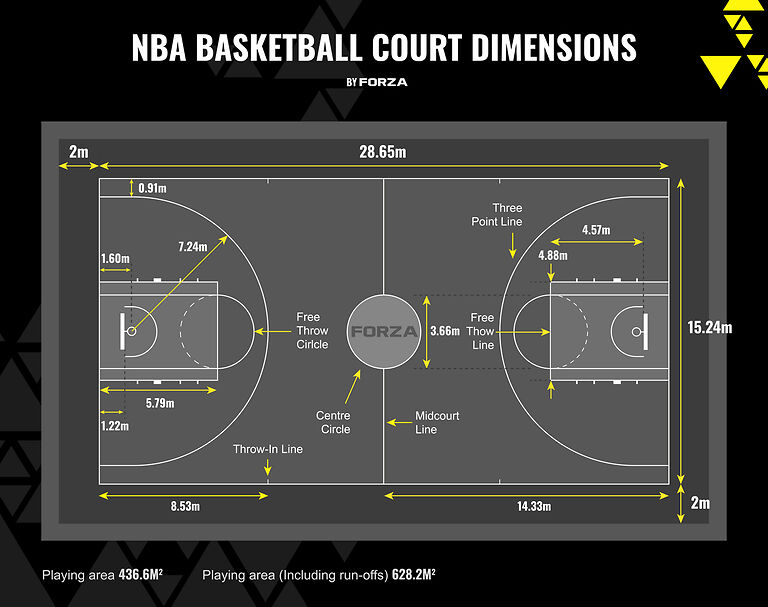 NBA BASKETBALL COURT DIMENSIONS
BY FORZA
2m
28.65m
0.91m
Three
Point Line
7.24m
4.57m
1.60m
4.88m
Free
Throw
Cirlcle
FORZA
3.66m
Free
Thow
Line
15.24m
5.79m
1.22m
Centre
Circle
Midcourt
Line
Throw-In Line
8.53m
14.33m
2m
Playing area 436.6M²
Playing area (Including run-offs) 628.2M²